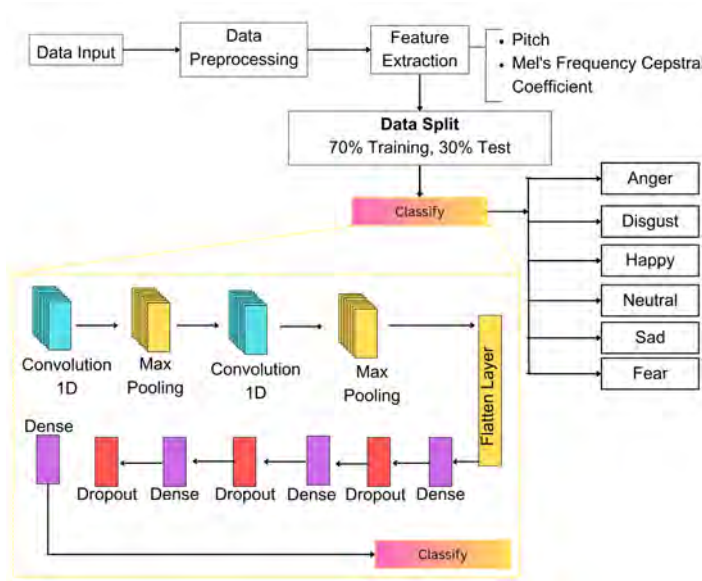 Data Input
Data
Preprocessing
Feature
Extraction
• Pitch
• Mel's Frequency Cepstral
Coefficient
Data Split
70% Training, 30% Test
Classify
Anger
Disgust
Happy
Neutral
Sad
Fear
Convolution
1D
Max
Pooling
Convolution
1D
Max
Pooling
Flatten Layer
Dense
Dropout
Dense
Dropout
Dense
Dropout
Dense
Classify